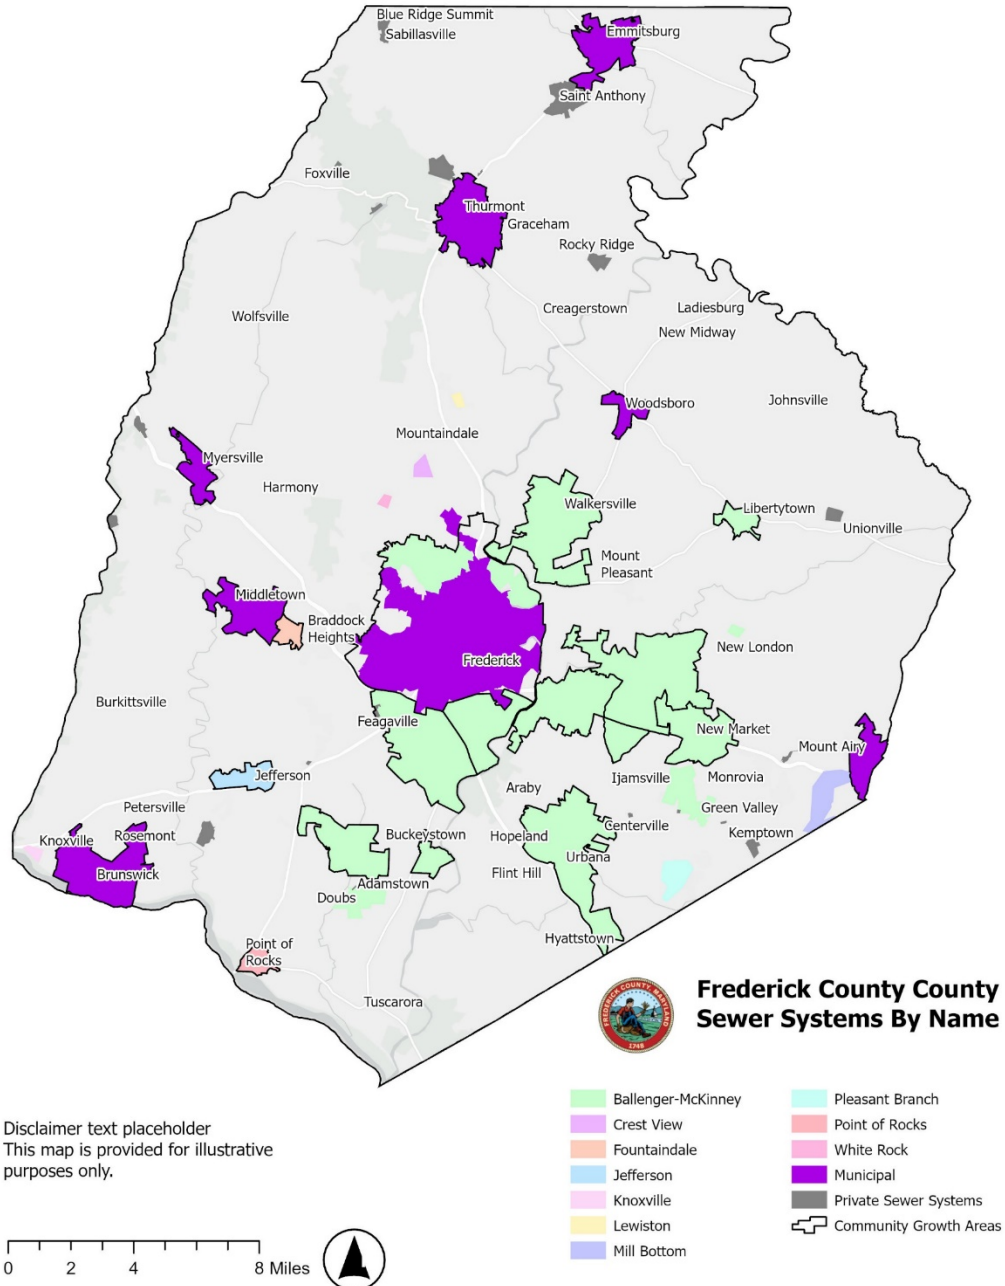 Blue Ridge Summit
Sabillasville
Emmitsburg
Saint Anthony
Foxville
Thurmont
Graceham
Rocky Ridge
Creagerstown
Ladiesburg
Wolfsville
New Midway
Woodsboro
Johnsville
Mountaindale
Myersville
Harmony
Walkersville
Libertytown
Unionville
Mount
Pleasant
Middletown
Braddock
Heights
Frederick
New London
Burkittsville
Feagaville
New Market
Mount Airy
Jefferson
Ijamsville
Monrovia
Araby
Petersville
Green Valley
Knoxville
Rosemont
Buckeystown
Hopeland
Centerville
Kemptown
Urbana
Brunswick
Flint Hill
Adamstown
Doubs
Hyattstown
Point of
Rocks
Tuscarora
FREDERICK COUNTY, MARYLAND
1748
Frederick County County
Sewer Systems By Name
Ballenger-McKinney
Crest View
Fountaindale
Jefferson
Knoxville
Lewiston
Mill Bottom
Pleasant Branch
Point of Rocks
White Rock
Municipal
Private Sewer Systems
Community Growth Areas
Disclaimer text placeholder
This map is provided for illustrative
purposes only.
0 2 4 8 Miles